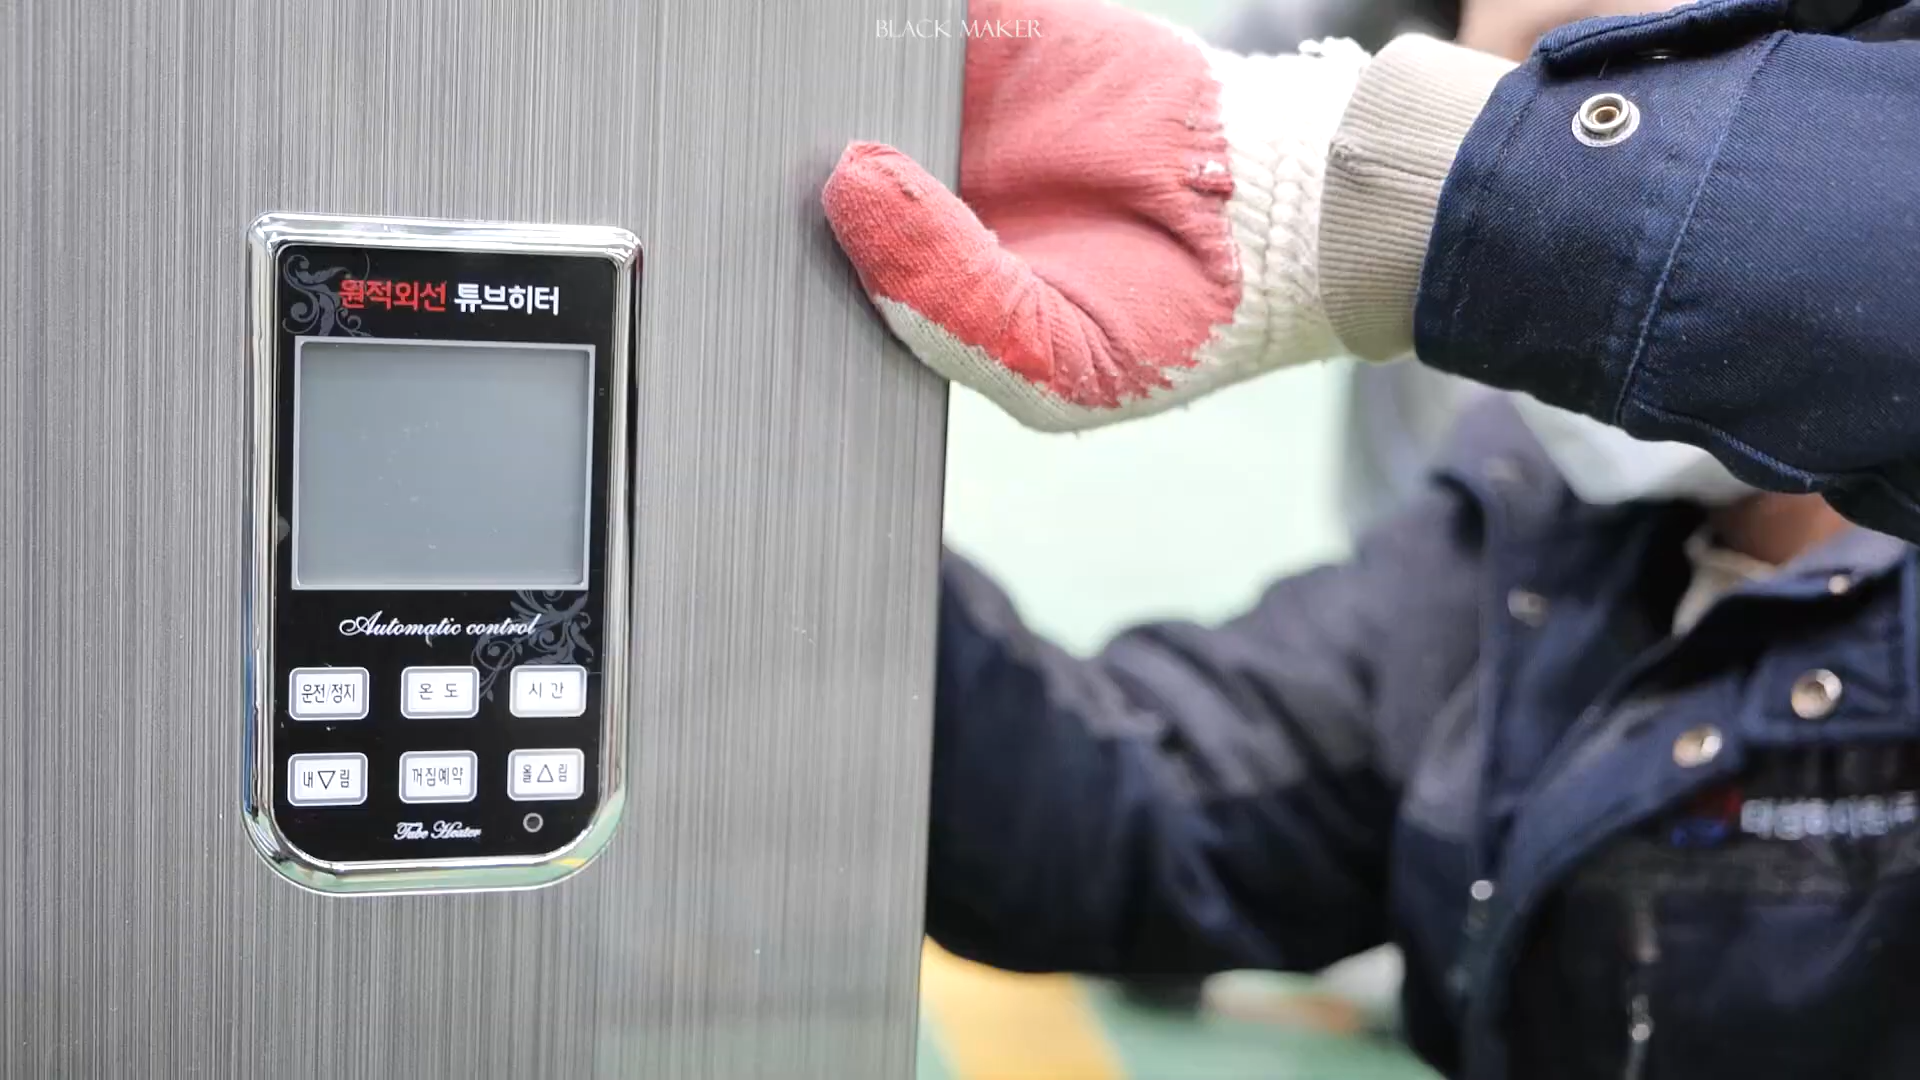 BLACK MAKER
원적외선 튜브히터
Automatic control
운전/정지 온 도 시 간
내▽림 꺼짐예약 올△림
Tube Heater